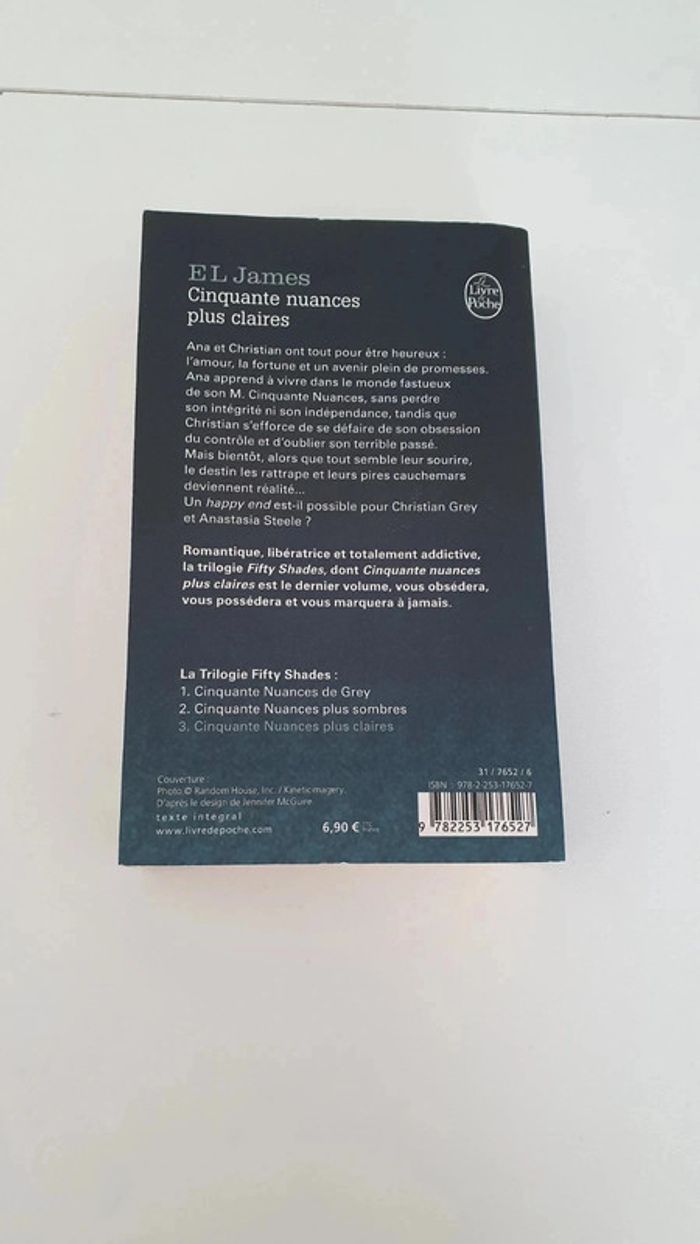 E L James
Cinquante nuances
plus claires
Le
Livre
de
Poche
Ana et Christian ont tout pour être heureux :
l'amour, la fortune et un avenir plein de promesses.
Ana apprend à vivre dans le monde fastueux
de son M. Cinquante Nuances, sans perdre
son intégrité ni son indépendance, tandis que
Christian s'efforce de se défaire de son obsession
du contrôle et d'oublier son terrible passé.
Mais bientôt, alors que tout semble leur sourire,
le destin les rattrape et leurs pires cauchemars
deviennent réalité...
Un happy end est-il possible pour Christian Grey
et Anastasia Steele ?
Romantique, libératrice et totalement addictive,
la trilogie Fifty Shades, dont Cinquante nuances
plus claires est le dernier volume, vous obsédera,
vous possédera et vous marquera à jamais.
La Trilogie Fifty Shades :
1. Cinquante Nuances de Grey
2. Cinquante Nuances plus sombres
3. Cinquante Nuances plus claires
Couverture :
Photo © Random House, Inc. / Kineticimagery.
D'après le design de Jennifer McGuire.
texte intégral
www.livredepoche.com
6,90 € TTC
31 / 7652 / 6
ISBN : 978-2-253-17652-7
9 782253 176527